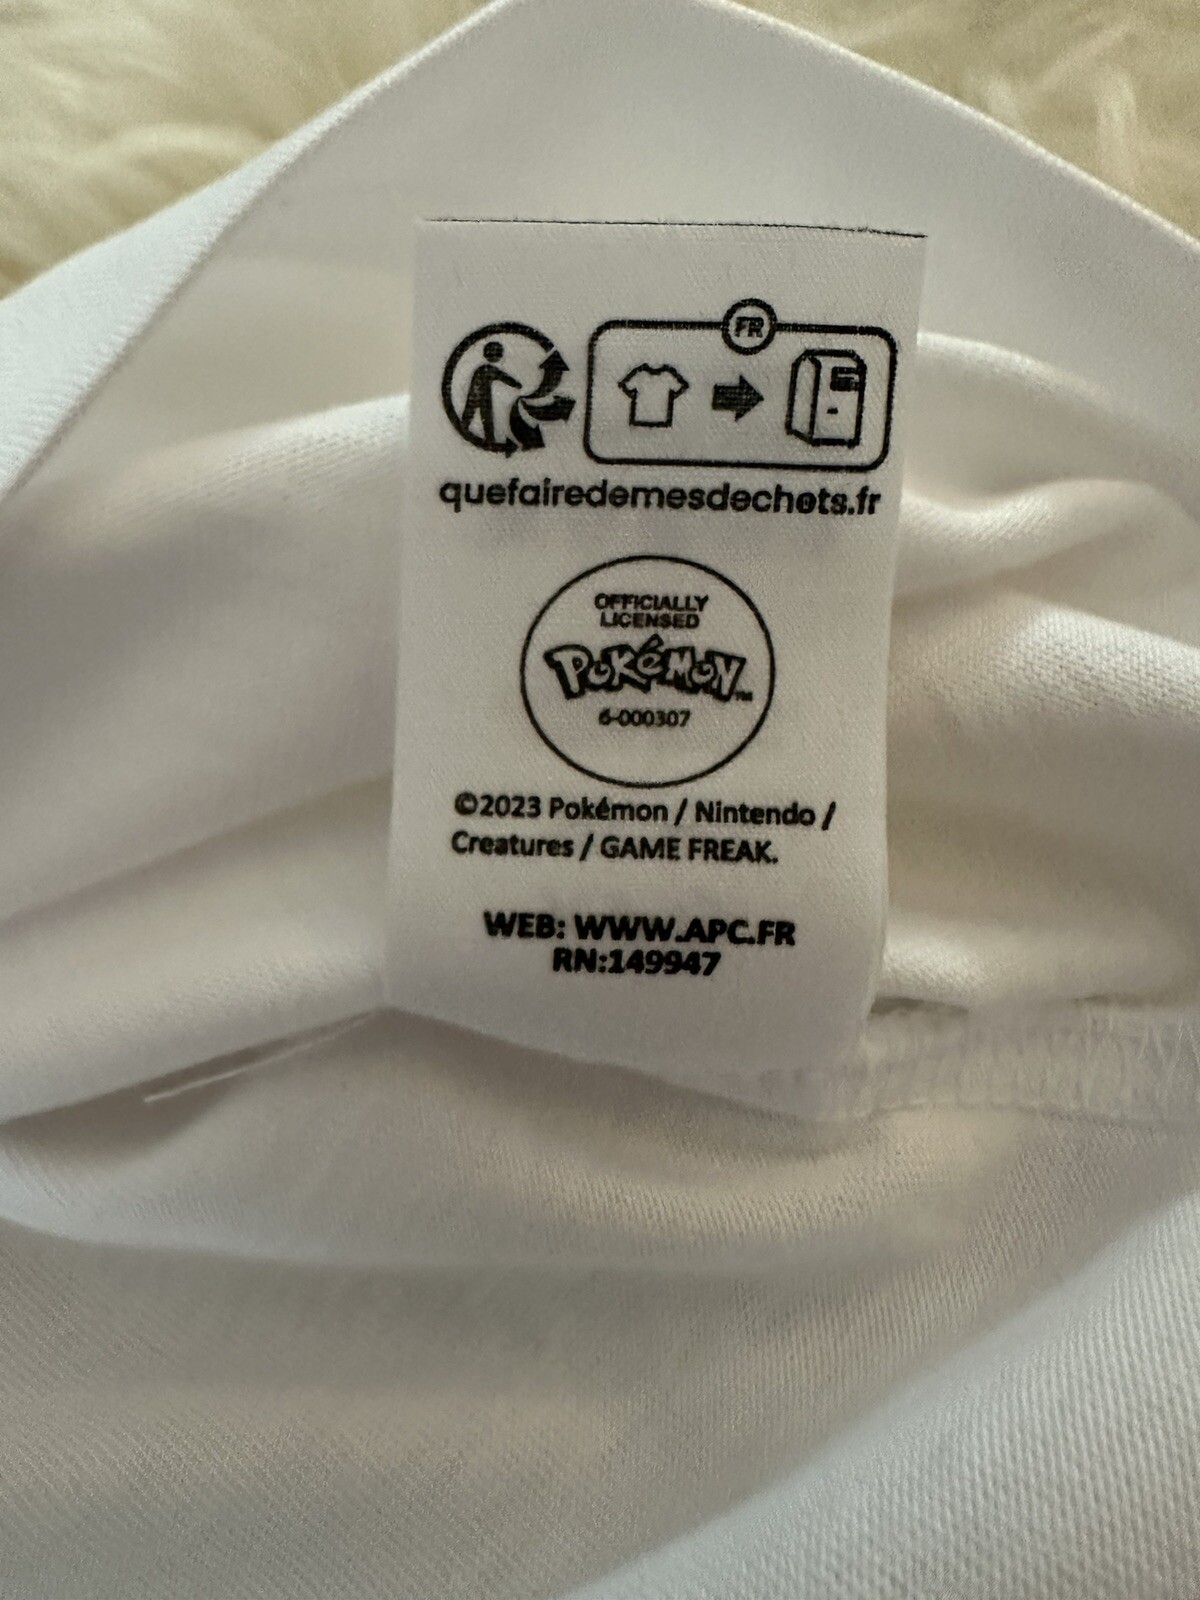 FR
quefairedemesdechets.fr
OFFICIALLY
LICENSED
POKéMON™
6-000307
©2023 Pokémon / Nintendo /
Creatures / GAME FREAK.
WEB: WWW.APC.FR
RN:149947